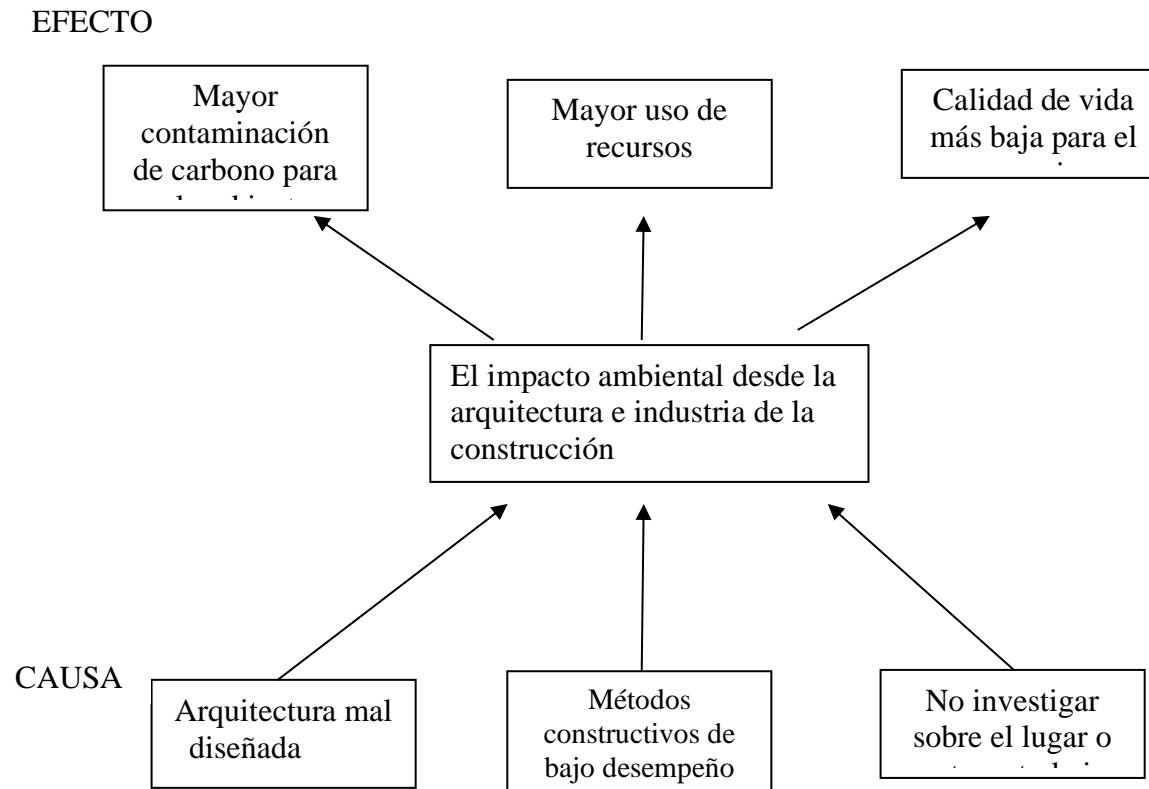 EFECTO
Mayor
contaminación
de carbono para
Mayor uso de
recursos
Calidad de vida
más baja para el
El impacto ambiental desde la
arquitectura e industria de la
construcción
CAUSA
Arquitectura mal
diseñada
Métodos
constructivos de
bajo desempeño
No investigar
sobre el lugar o